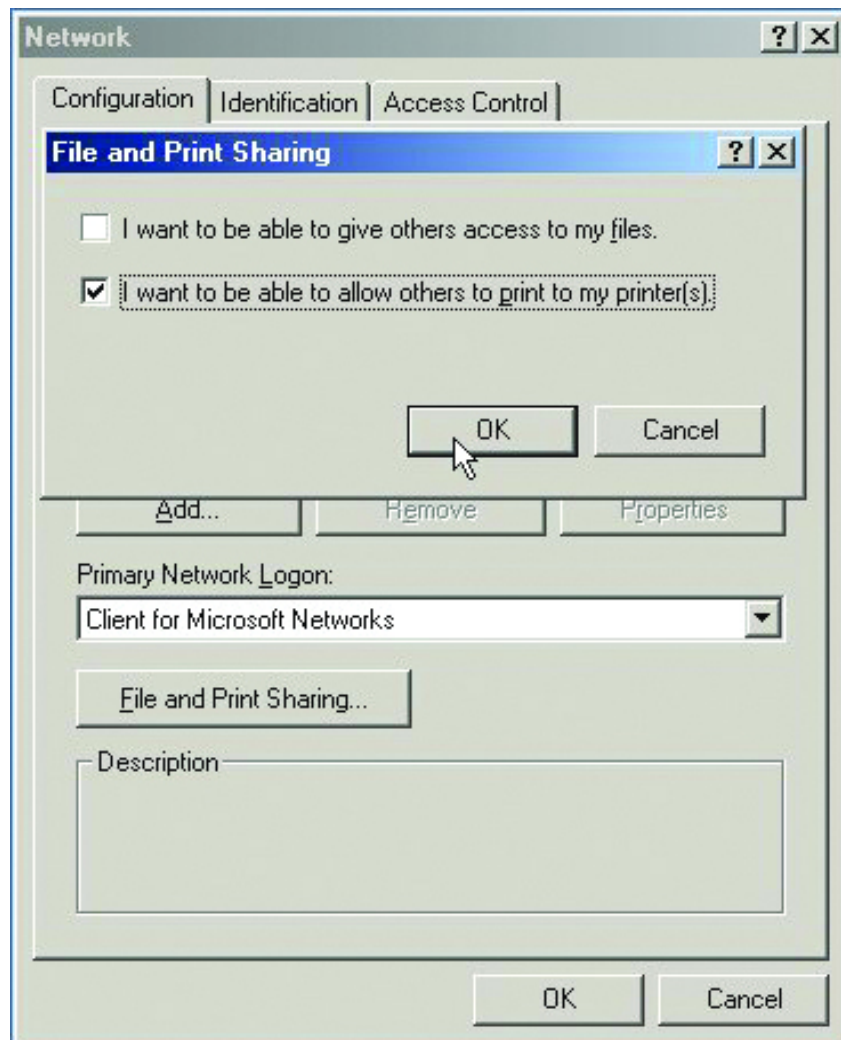 Network
Configuration Identification Access Control
File and Print Sharing
I want to be able to give others access to my files.
I want to be able to allow others to print to my printer(s).
OK Cancel
Add... Remove Properties
Primary Network Logon:
Client for Microsoft Networks
File and Print Sharing...
Description
OK Cancel